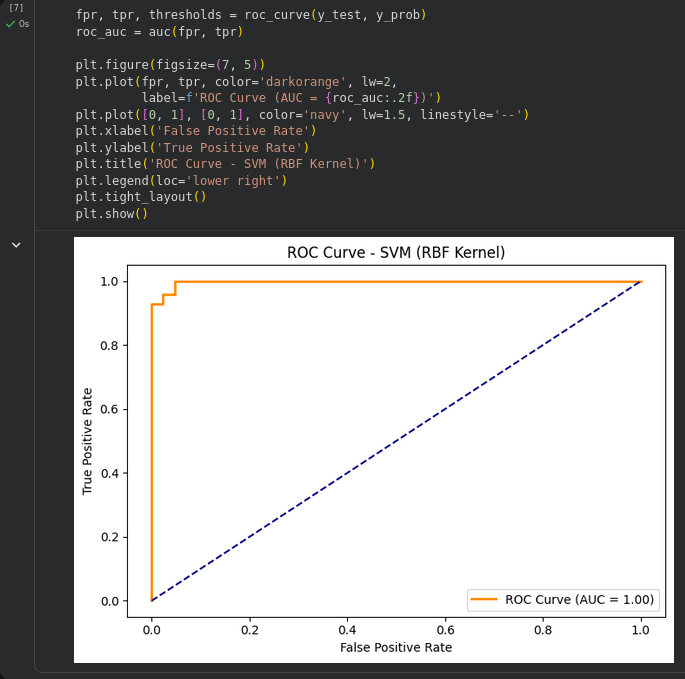 [7]
0s
fpr, tpr, thresholds = roc_curve(y_test, y_prob)
roc_auc = auc(fpr, tpr)
plt.figure(figsize=(7, 5))
plt.plot(fpr, tpr, color='darkorange', lw=2,
         label=f'ROC Curve (AUC = {roc_auc:.2f})')
plt.plot([0, 1], [0, 1], color='navy', lw=1.5, linestyle='--')
plt.xlabel('False Positive Rate')
plt.ylabel('True Positive Rate')
plt.title('ROC Curve - SVM (RBF Kernel)')
plt.legend(loc='lower right')
plt.tight_layout()
plt.show()
ROC Curve - SVM (RBF Kernel)
True Positive Rate
1.0
0.8
0.6
0.4
0.2
0.0
ROC Curve (AUC = 1.00)
0.0 0.2 0.4 0.6 0.8 1.0
False Positive Rate